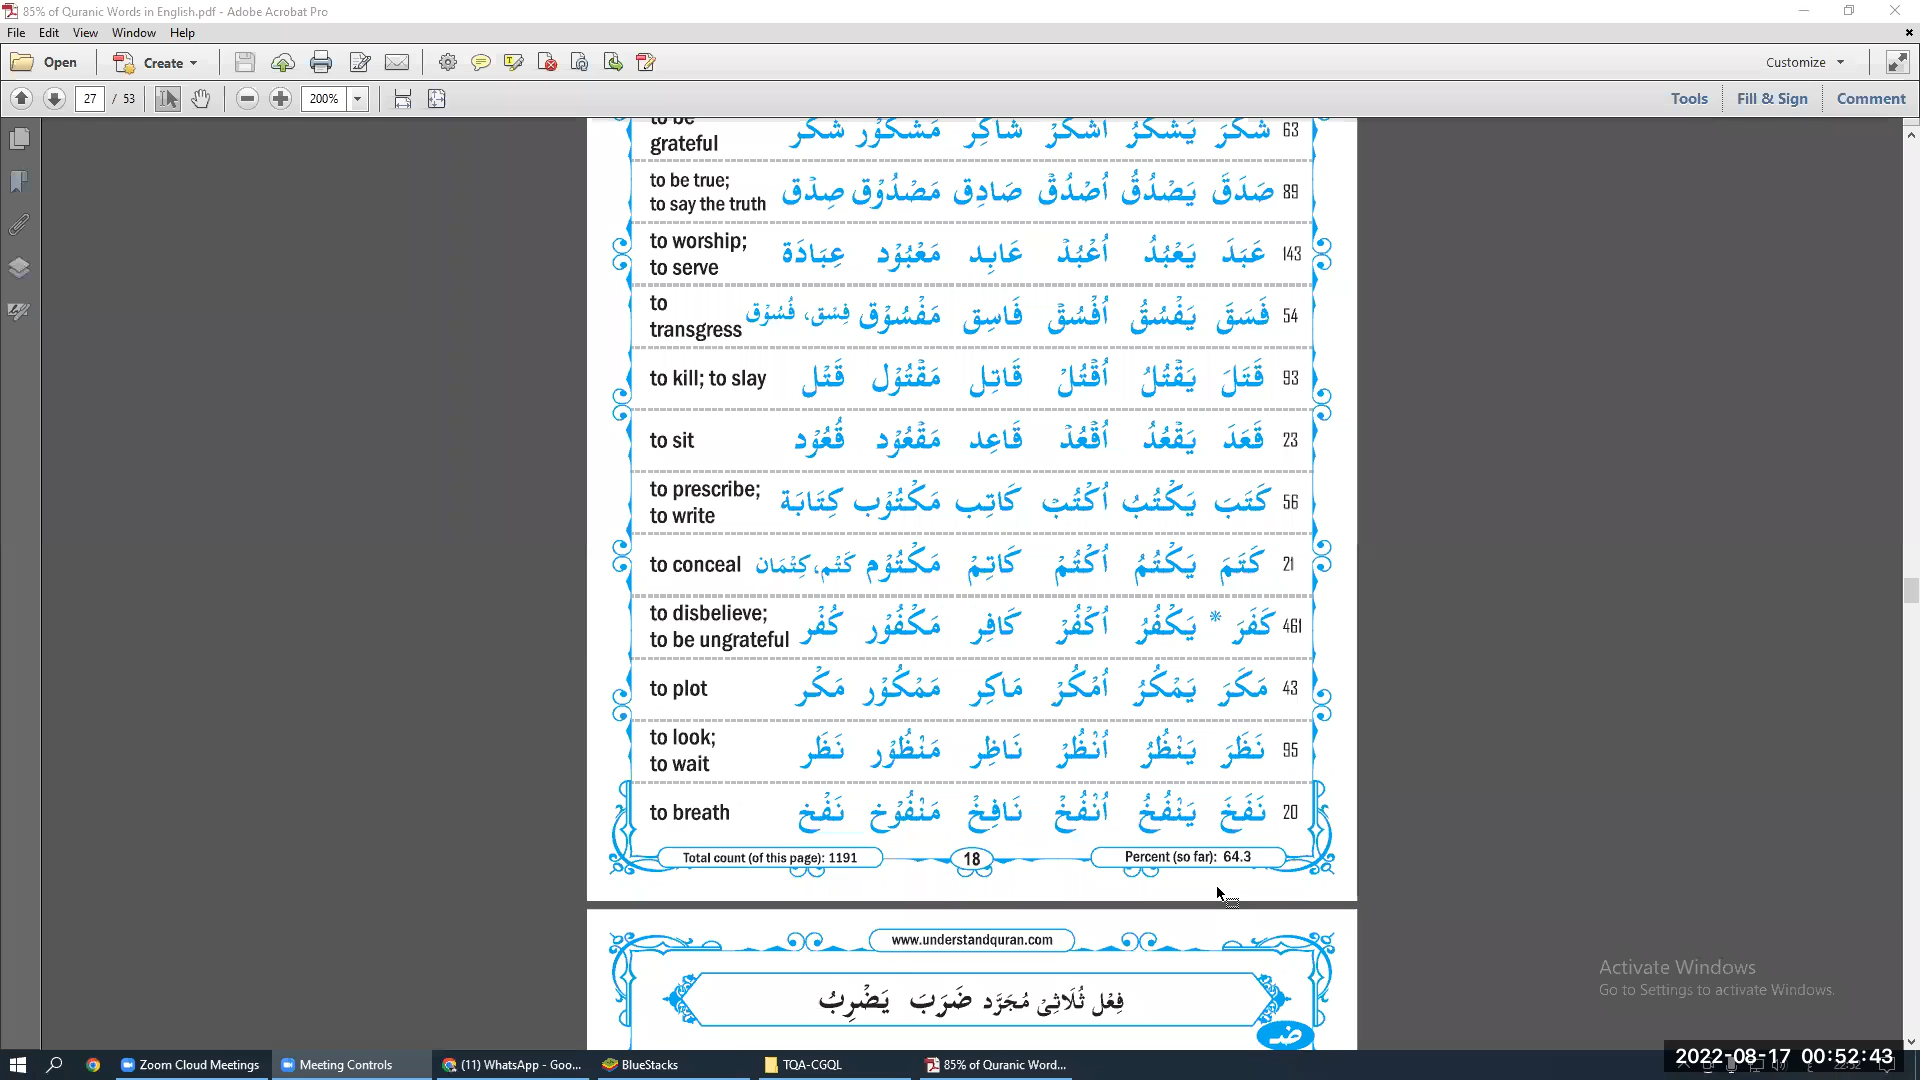 85% of Quranic Words in English.pdf - Adobe Acrobat Pro
File Edit View Window Help
Open Create Customize
27 / 53 200% Tools Fill & Sign Comment
to be
grateful
شَكَرَ يَشْكُرُ اُشْكُرْ شَاكِر مَشْكُوْر شُكْر 63
to be true;
to say the truth
صَدَقَ يَصْدُقُ اُصْدُقْ صَادِق مَصْدُوْق صِدْق 89
to worship;
to serve
عَبَدَ يَعْبُدُ اُعْبُدْ عَابِد مَعْبُوْد عِبَادَة 143
to
transgress
فَسَقَ يَفْسُقُ اُفْسُقْ فَاسِق مَفْسُوْق فِسْق، فُسُوْق 54
to kill; to slay
قَتَلَ يَقْتُلُ اُقْتُلْ قَاتِل مَقْتُوْل قَتْل 93
to sit
قَعَدَ يَقْعُدُ اُقْعُدْ قَاعِد مَقْعُوْد قُعُوْد 23
to prescribe;
to write
كَتَبَ يَكْتُبُ اُكْتُبْ كَاتِب مَكْتُوْب كِتَابَة 56
to conceal
كَتَمَ يَكْتُمُ اُكْتُمْ كَاتِمْ مَكْتُوْم كَتْم، كِتْمَان 21
to disbelieve;
to be ungrateful
كَفَرَ * يَكْفُرُ اُكْفُرْ كَافِر مَكْفُوْر كُفْر 461
to plot
مَكَرَ يَمْكُرُ اُمْكُرْ مَاكِر مَمْكُوْر مَكْر 43
to look;
to wait
نَظَرَ يَنْظُرُ اُنْظُرْ نَاظِر مَنْظُوْر نَظَر 95
to breath
نَفَخَ يَنْفُخُ اُنْفُخْ نَافِخْ مَنْفُوْخ نَفْخ 20
Total count (of this page): 1191 18 Percent (so far): 64.3
www.understandquran.com
فِعْل ثُلَاثِىْ مُجَرَّد ضَرَبَ يَضْرِبُ
ضـ
Activate Windows
Go to Settings to activate Windows.
Zoom Cloud Meetings Meeting Controls (11) WhatsApp - Goo... BlueStacks TQA-CGQL 85% of Quranic Word...
2022-08-17 00:52:43